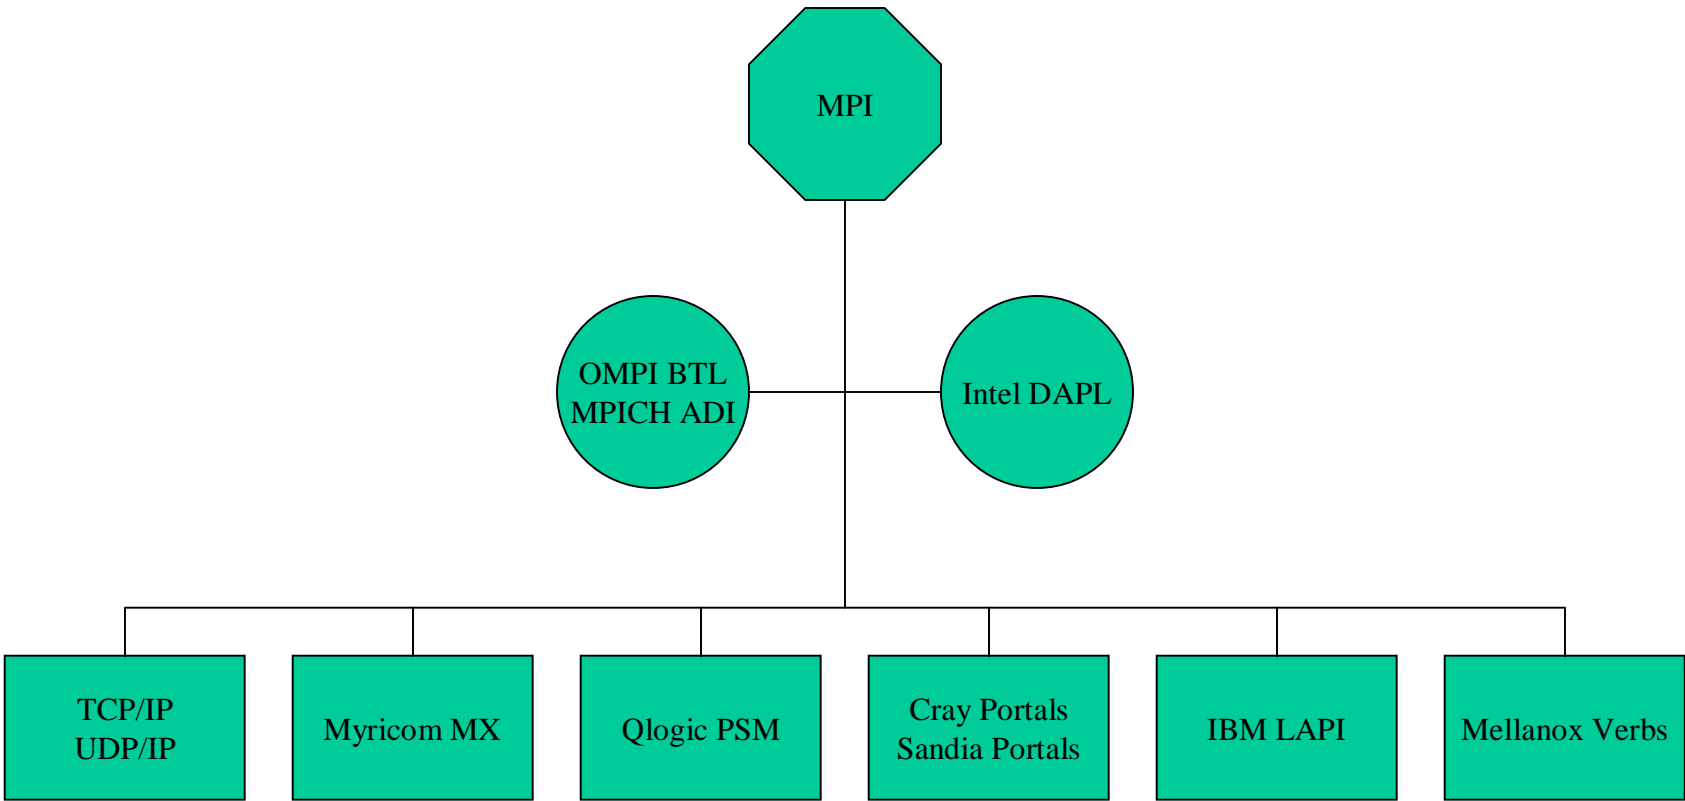 MPI
OMPI BTL
MPICH ADI
Intel DAPL
TCP/IP
UDP/IP
Myricom MX
Qlogic PSM
Cray Portals
Sandia Portals
IBM LAPI
Mellanox Verbs